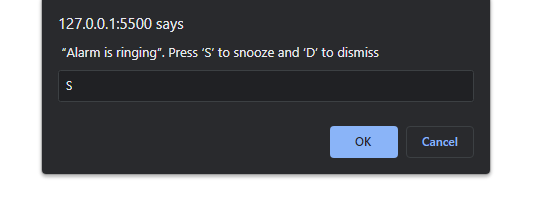 127.0.0.1:5500 says
“Alarm is ringing”. Press ‘S’ to snooze and ‘D’ to dismiss
S
OK
Cancel